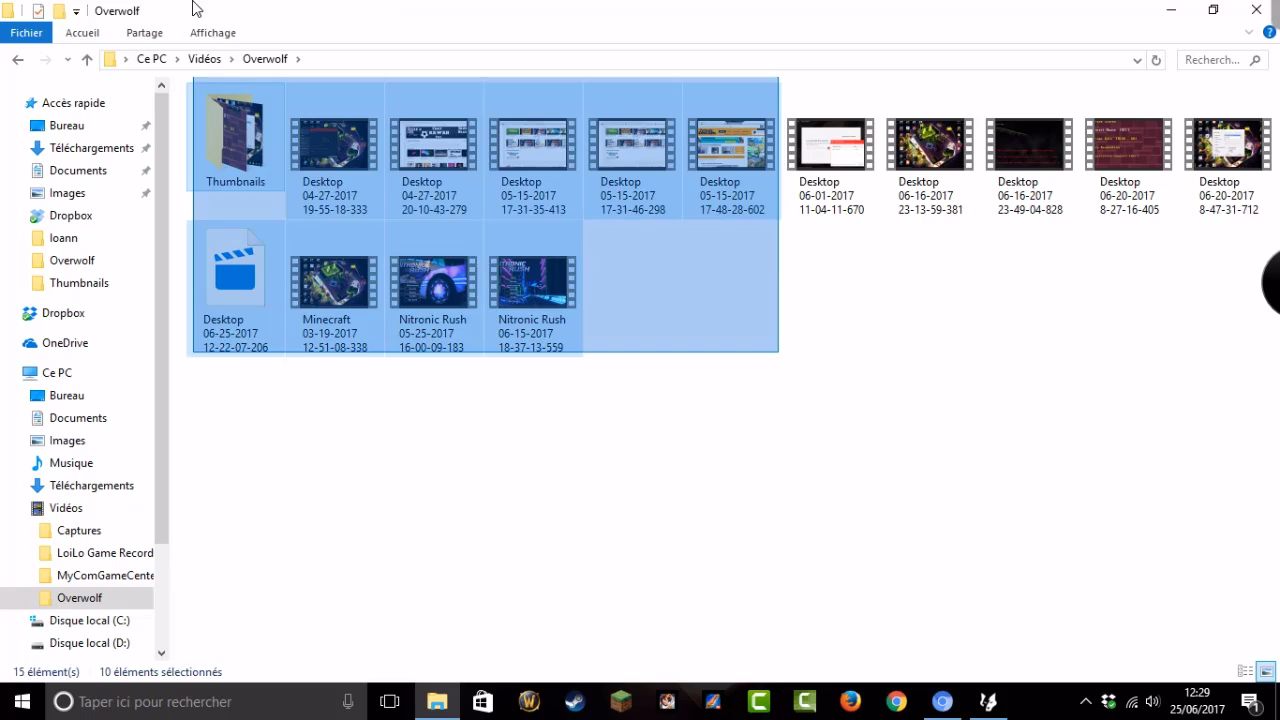 Overwolf
Fichier Accueil Partage Affichage
Ce PC Vidéos Overwolf Recherch...
Accès rapide
Bureau
Téléchargements
Documents
Images
Dropbox
Ioann
Overwolf
Thumbnails
Dropbox
OneDrive
Ce PC
Bureau
Documents
Images
Musique
Téléchargements
Vidéos
Captures
LoiLo Game Record
MyComGameCente
Overwolf
Disque local (C:)
Disque local (D:)
Thumbnails
Desktop
04-27-2017
19-55-18-333
Desktop
04-27-2017
20-10-43-279
Desktop
05-15-2017
17-31-35-413
Desktop
05-15-2017
17-31-46-298
Desktop
05-15-2017
17-48-28-602
Desktop
06-01-2017
11-04-11-670
Desktop
06-16-2017
23-13-59-381
Desktop
06-16-2017
23-49-04-828
Desktop
06-20-2017
8-27-16-405
Desktop
06-20-2017
8-47-31-712
Desktop
06-25-2017
12-22-07-206
Minecraft
03-19-2017
12-51-08-338
Nitronic Rush
05-25-2017
16-00-09-183
Nitronic Rush
06-15-2017
18-37-13-559
15 élément(s) 10 éléments sélectionnés
Taper ici pour rechercher
12:29
25/06/2017